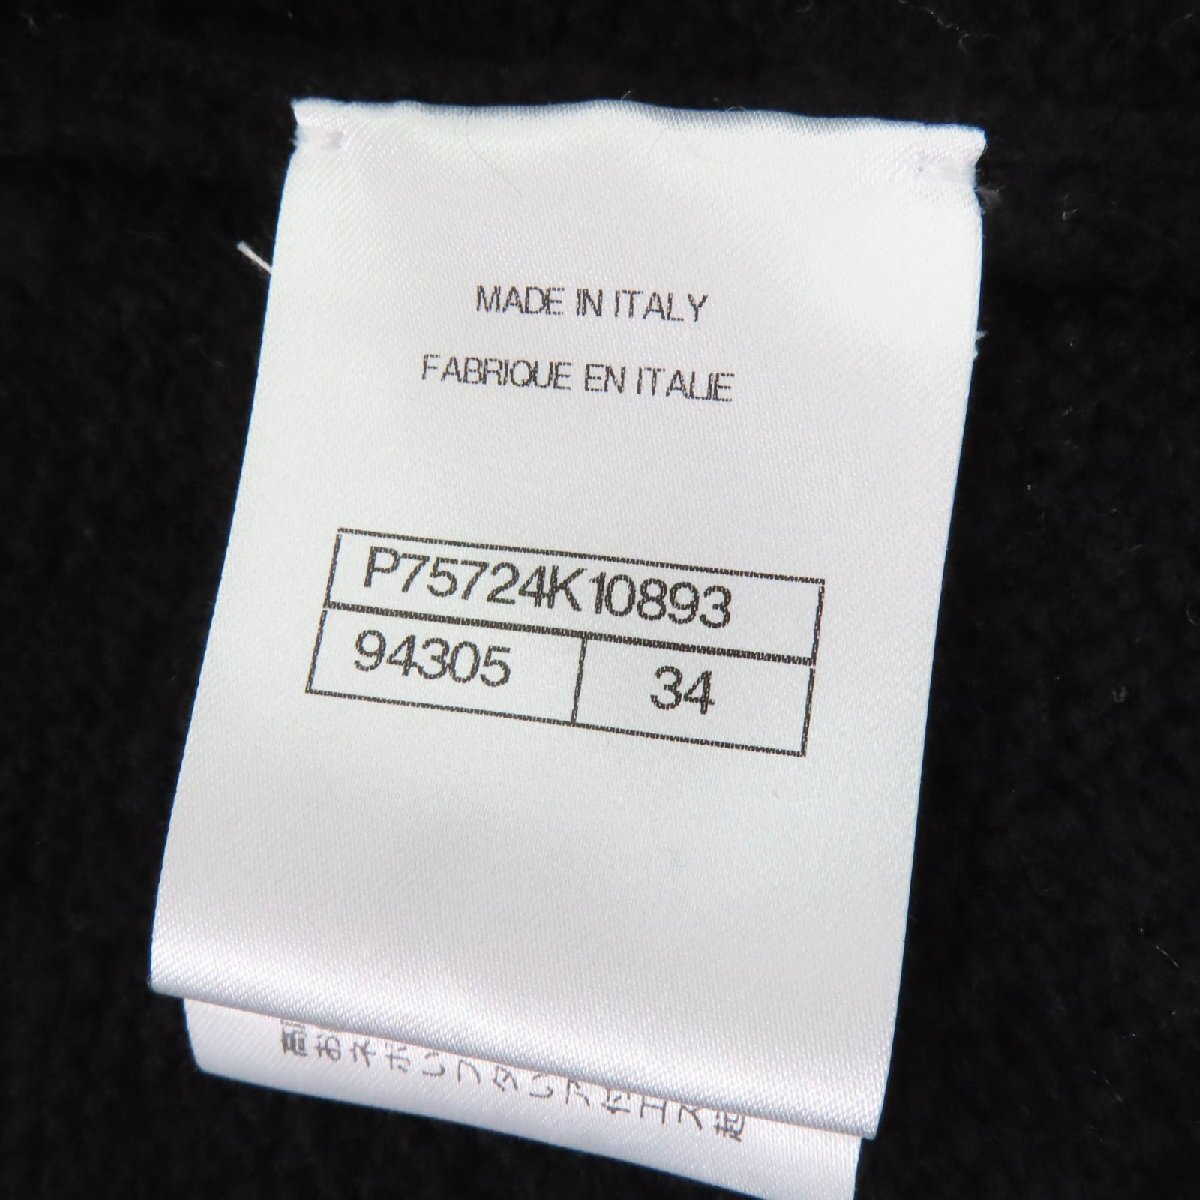 MADE IN ITALY
FABRIQUE EN ITALIE
P75724K10893
94305 34